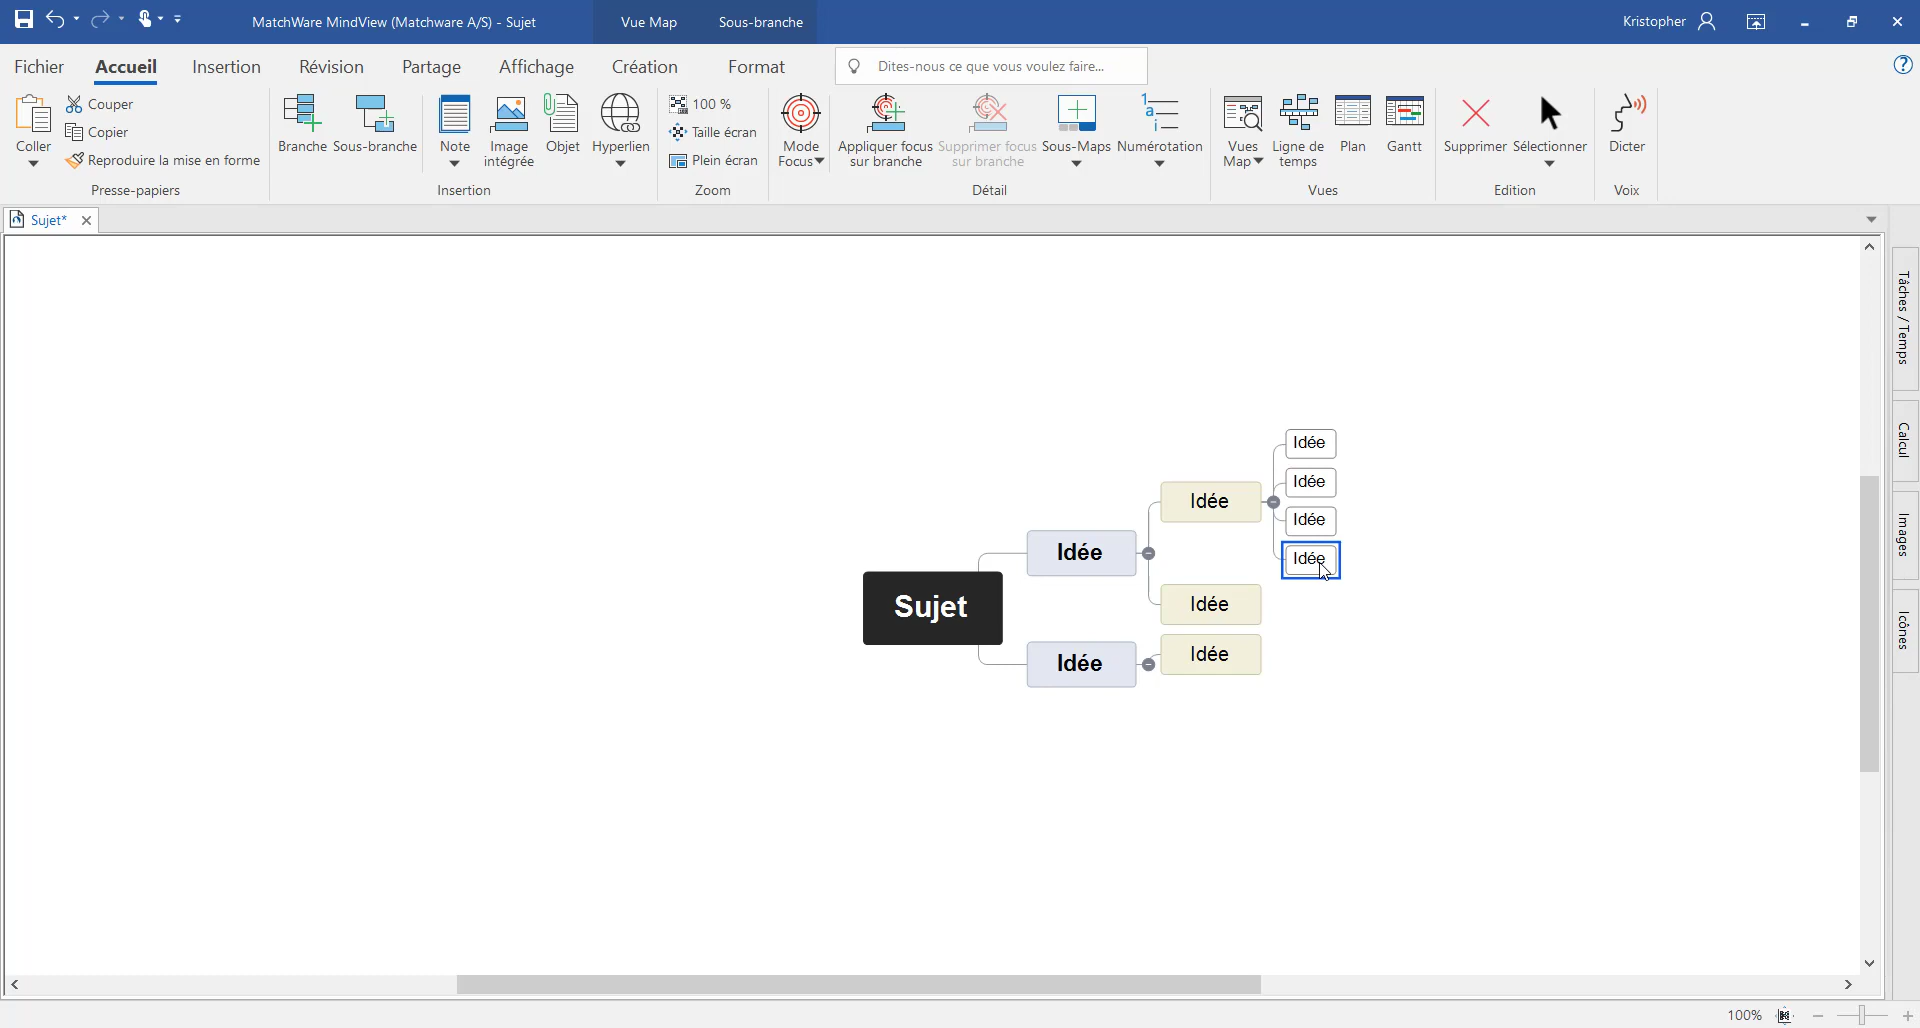 MatchWare MindView (Matchware A/S) - Sujet
Vue Map
Sous-branche
Kristopher
Fichier
Accueil
Insertion
Révision
Partage
Affichage
Création
Format
Dites-nous ce que vous voulez faire...
Coller
Couper
Copier
Reproduire la mise en forme
Presse-papiers
Branche
Sous-branche
Note
Image
intégrée
Objet
Hyperlien
Insertion
100 %
Taille écran
Plein écran
Zoom
Mode
Focus
Appliquer focus
sur branche
Supprimer focus
sur branche
Sous-Maps
Numérotation
Détail
Vues
Map
Ligne de
temps
Plan
Gantt
Vues
Supprimer
Sélectionner
Edition
Dicter
Voix
Sujet*
Tâches / Temps
Calcul
Images
Icônes
Idée
Idée
Idée
Idée
Idée
Idée
Idée
Sujet
Idée
Idée
100%